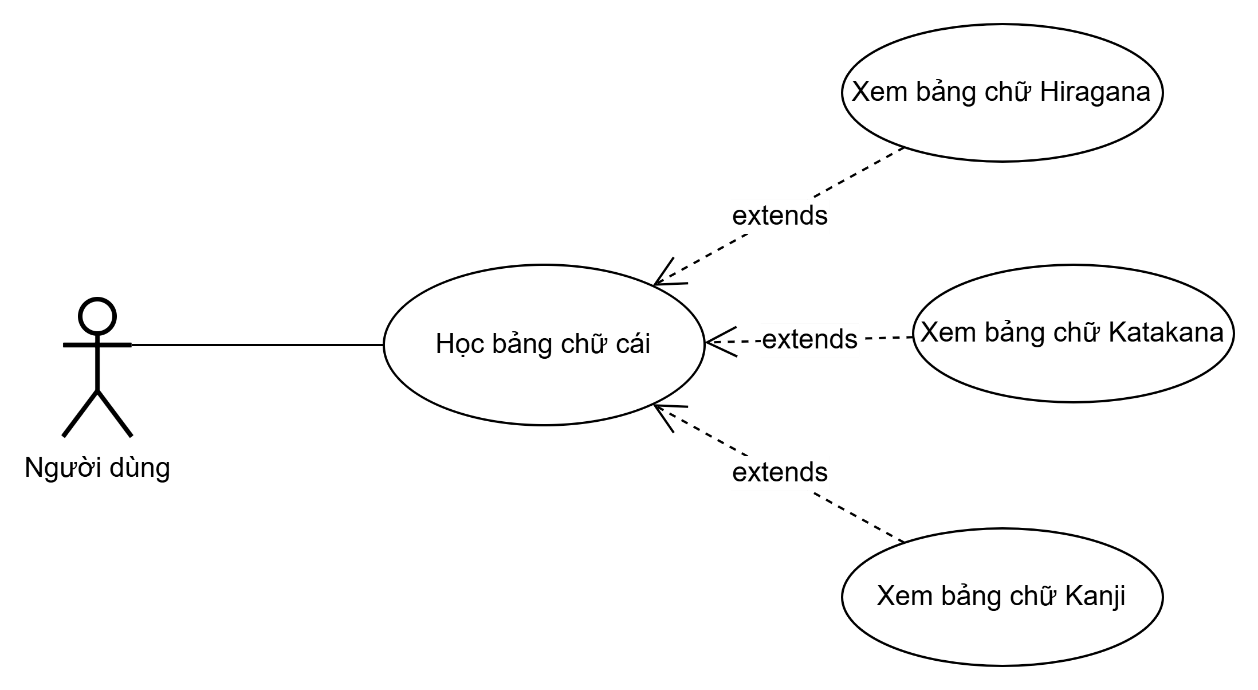 Xem bảng chữ Hiragana
extends
Xem bảng chữ Katakana
extends
Học bảng chữ cái
Người dùng
extends
Xem bảng chữ Kanji